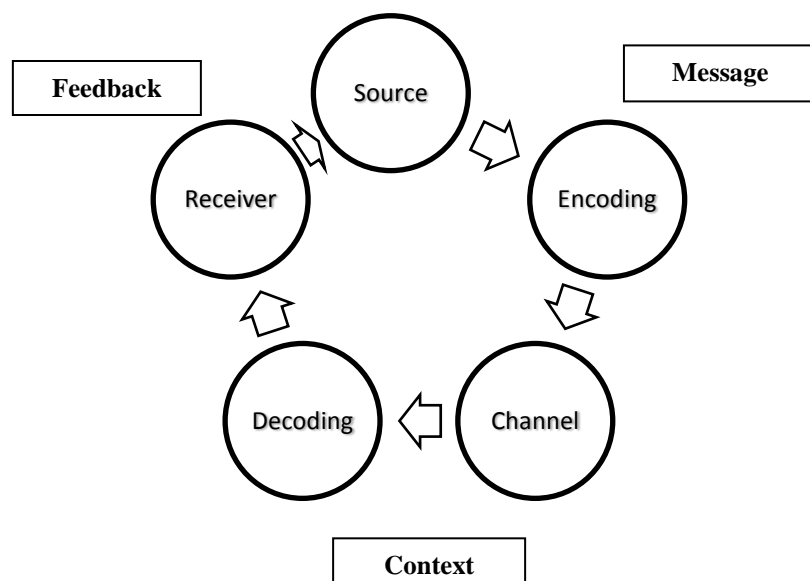 Source
Feedback
Message
Receiver
Encoding
Decoding
Channel
Context